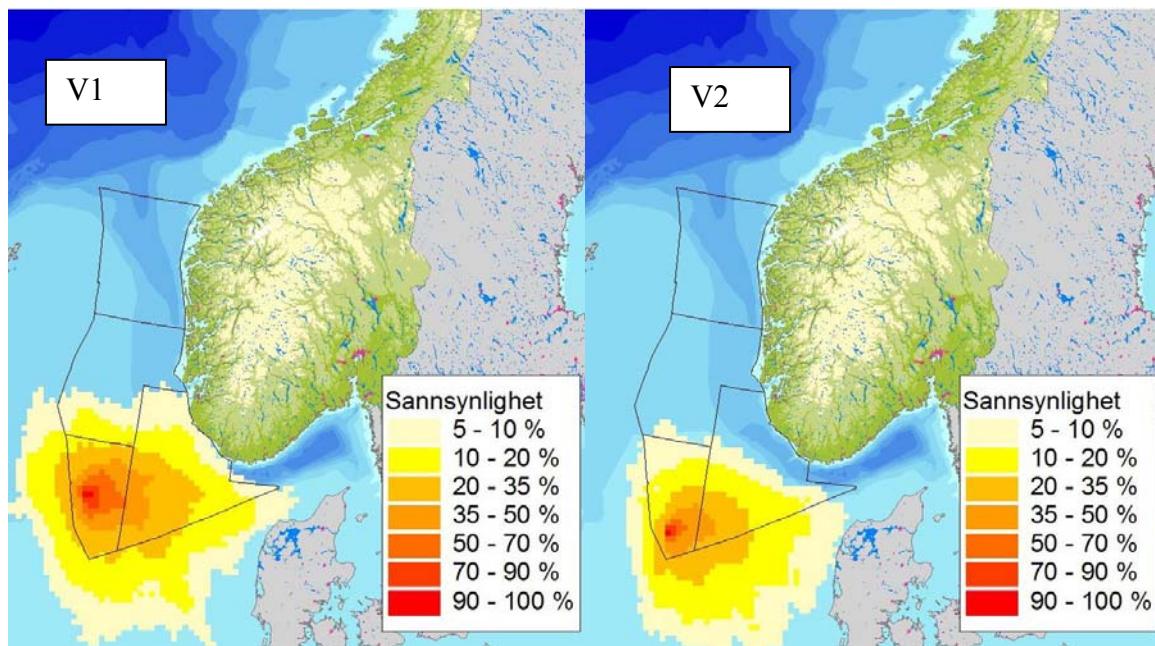 V1
Sannsynlighet
5 - 10 %
10 - 20 %
20 - 35 %
35 - 50 %
50 - 70 %
70 - 90 %
90 - 100 %
V2
Sannsynlighet
5 - 10 %
10 - 20 %
20 - 35 %
35 - 50 %
50 - 70 %
70 - 90 %
90 - 100 %